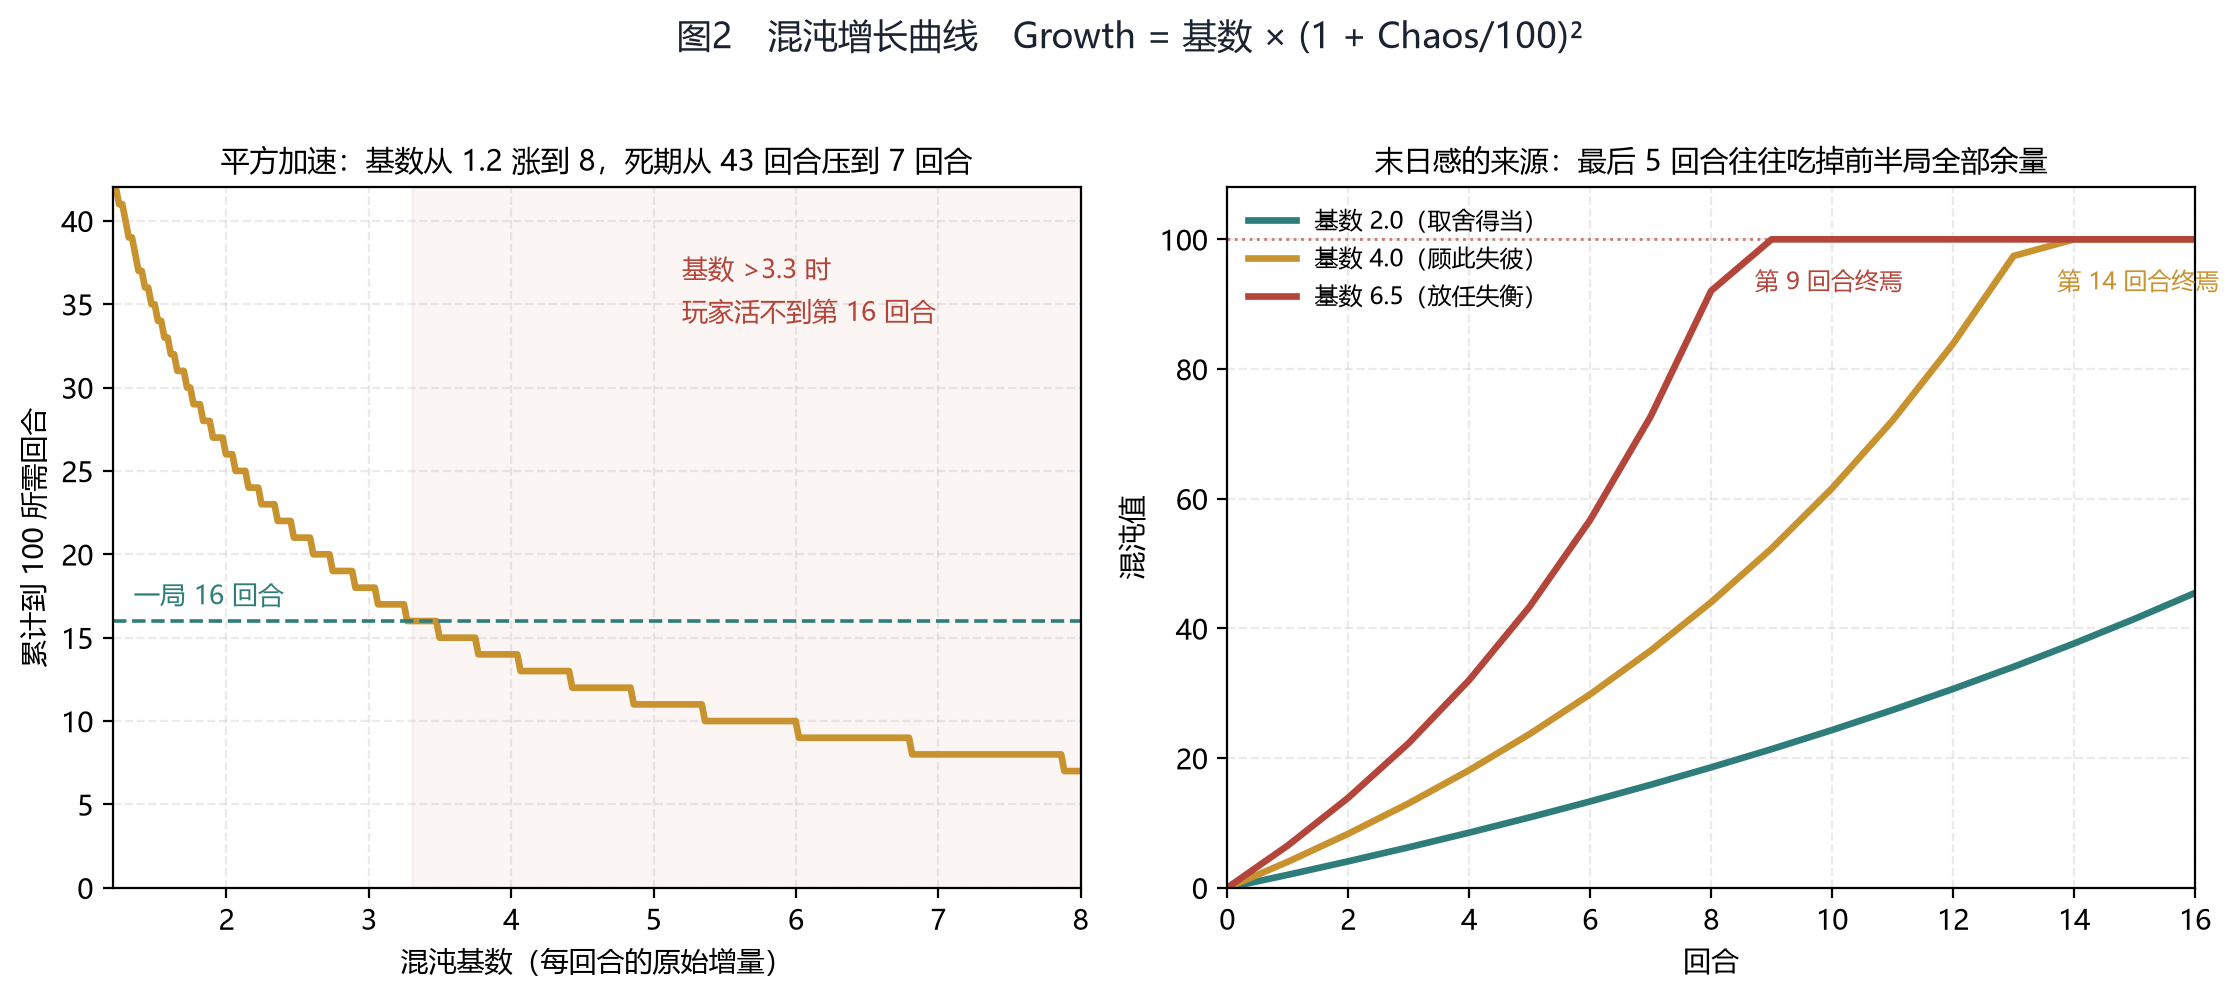 图2　混沌增长曲线　Growth = 基数 × (1 + Chaos/100)²
平方加速：基数从 1.2 涨到 8，死期从 43 回合压到 7 回合
累计到 100 所需回合
40
35
30
25
20
15
10
5
0
基数 >3.3 时
玩家活不到第 16 回合
一局 16 回合
2
3
4
5
6
7
8
混沌基数（每回合的原始增量）
末日感的来源：最后 5 回合往往吃掉前半局全部余量
混沌值
100
80
60
40
20
0
基数 2.0（取舍得当）
基数 4.0（顾此失彼）
基数 6.5（放任失衡）
第 9 回合终焉
第 14 回合终焉
0
2
4
6
8
10
12
14
16
回合